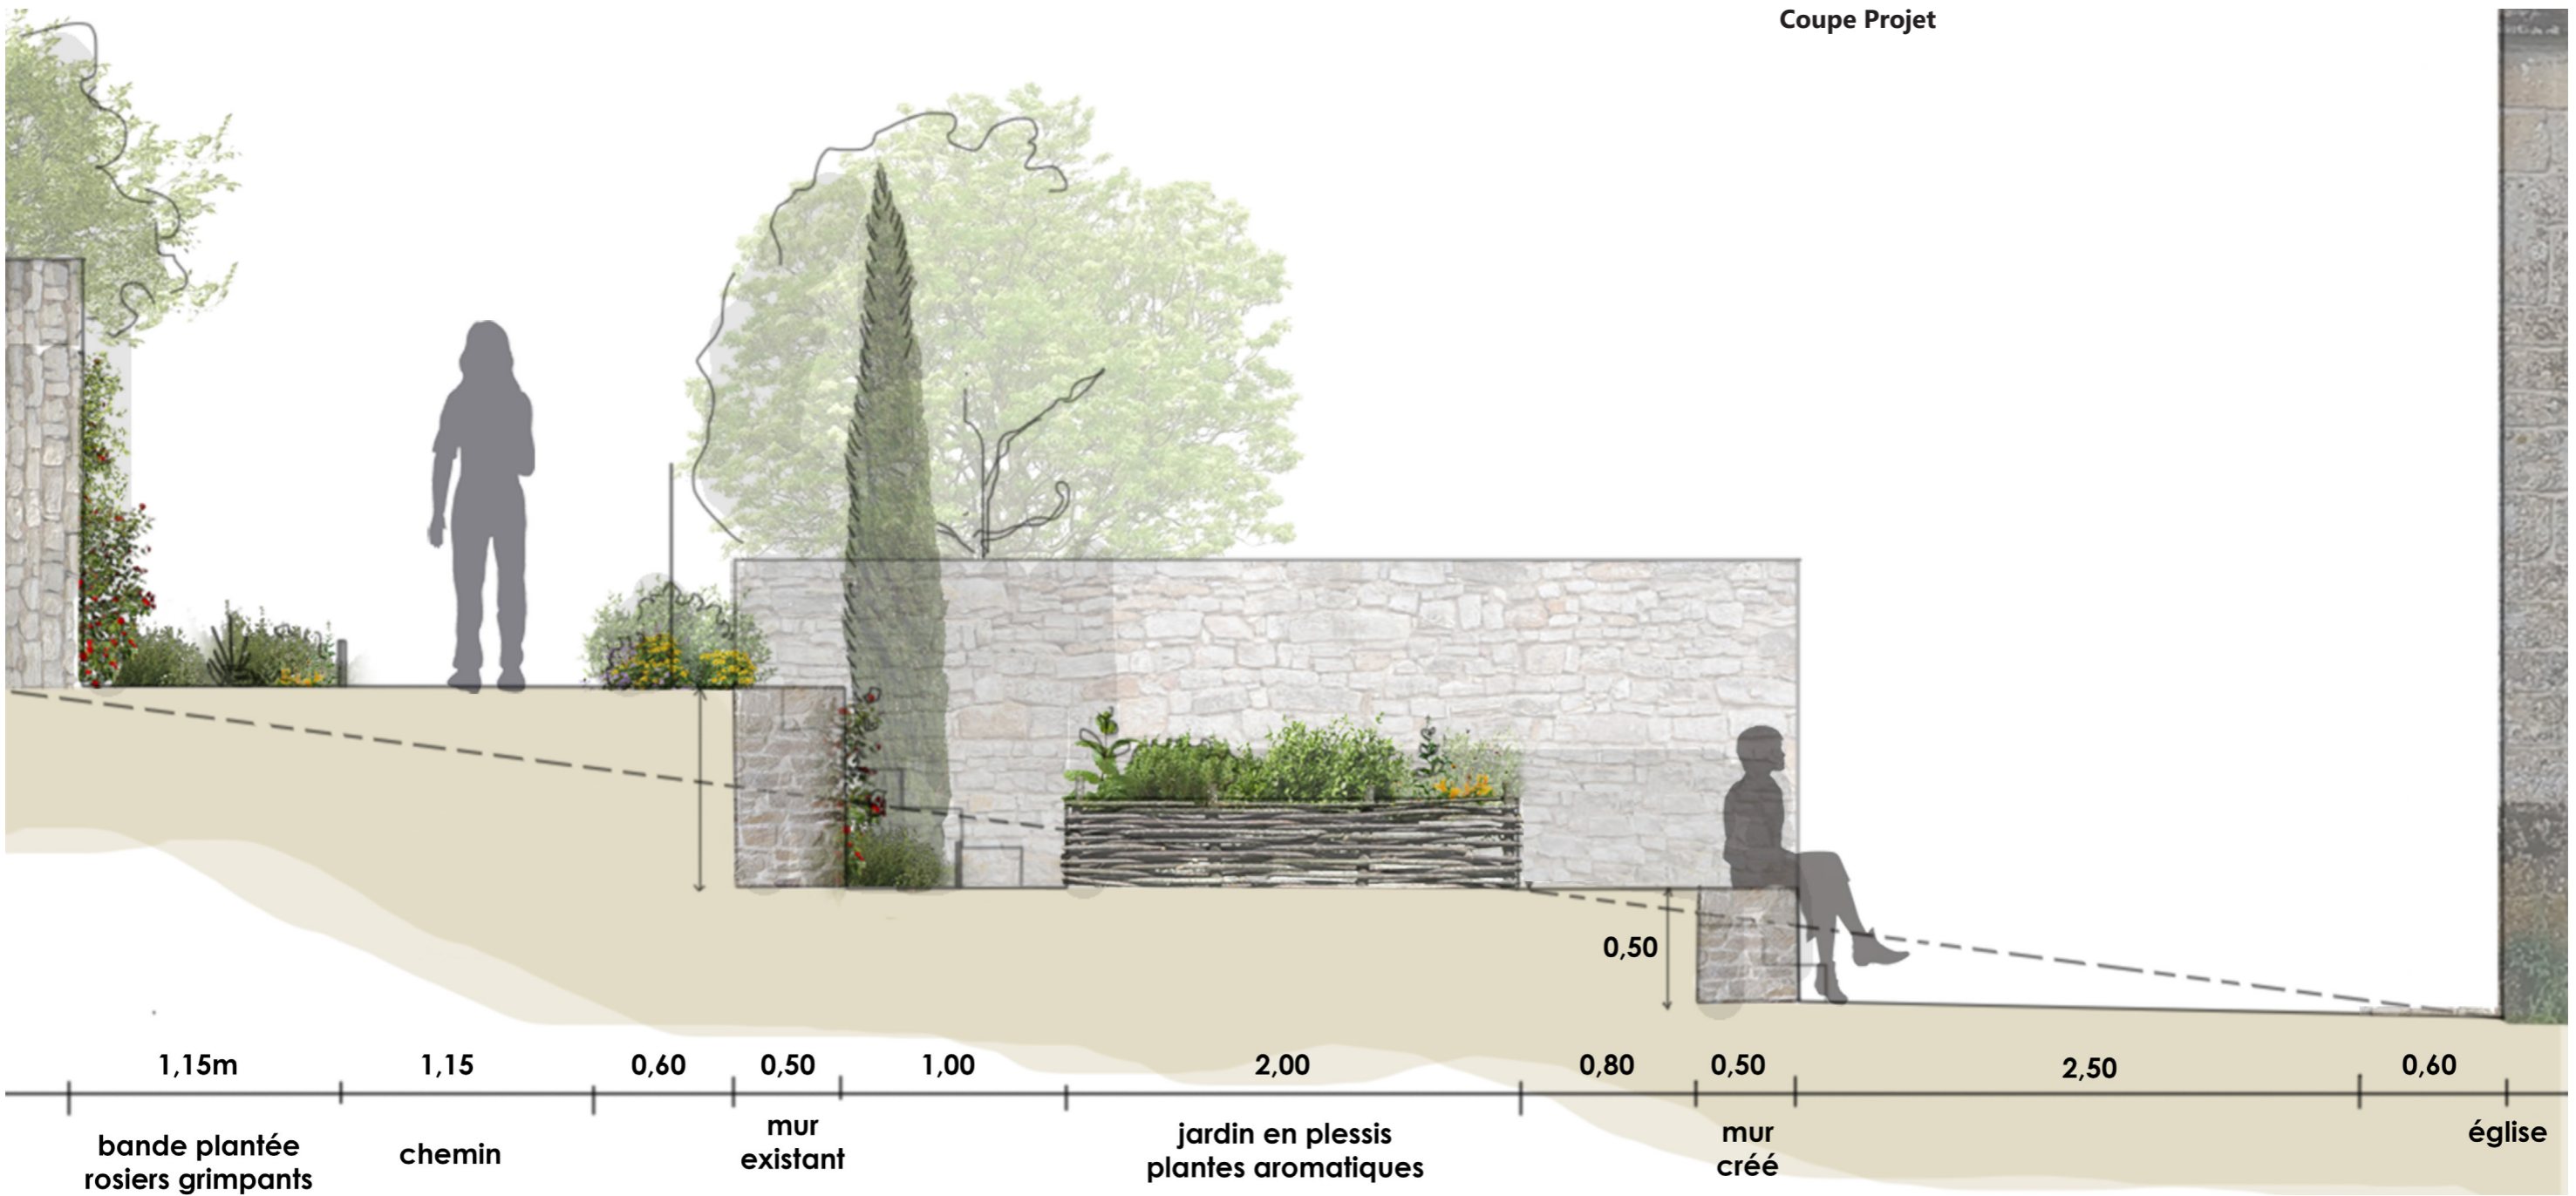 Coupe Projet
0,50
1,15m
1,15
0,60
0,50
1,00
2,00
0,80
0,50
2,50
0,60
bande plantée
rosiers grimpants
chemin
mur
existant
jardin en plessis
plantes aromatiques
mur
créé
église